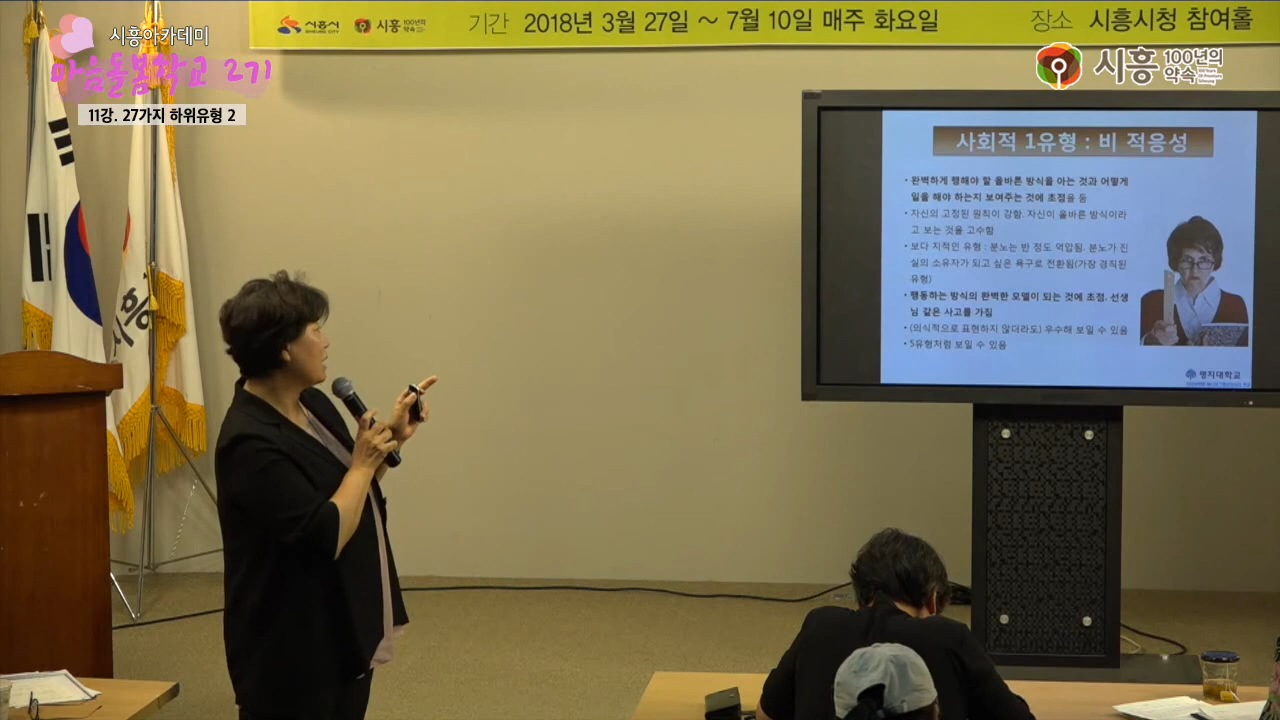 시흥아카데미
마음돌봄학교 2기
11강. 27가지 하위유형 2
시흥시
SIHEUNG CITY
시흥 100년의 약속
기간 2018년 3월 27일 ~ 7월 10일 매주 화요일
장소 시흥시청 참여홀
시흥 100년의 약속
시흥
사회적 1유형 : 비 적응성
• 완벽하게 행해야 할 올바른 방식을 아는 것과 어떻게
일을 해야 하는지 보여주는 것에 초점을 둠
• 자신의 고정된 원칙이 강함. 자신이 올바른 방식이라
고 보는 것을 고수함
• 보다 지적인 유형 : 분노는 반 정도 억압됨. 분노가 진
실의 소유자가 되고 싶은 욕구로 전환됨(가장 경직된
유형)
• 행동하는 방식의 완벽한 모델이 되는 것에 초점. 선생
님 같은 사고를 가짐
• (의식적으로 표현하지 않더라도) 우수해 보일 수 있음
• 5유형처럼 보일 수 있음
명지대학교